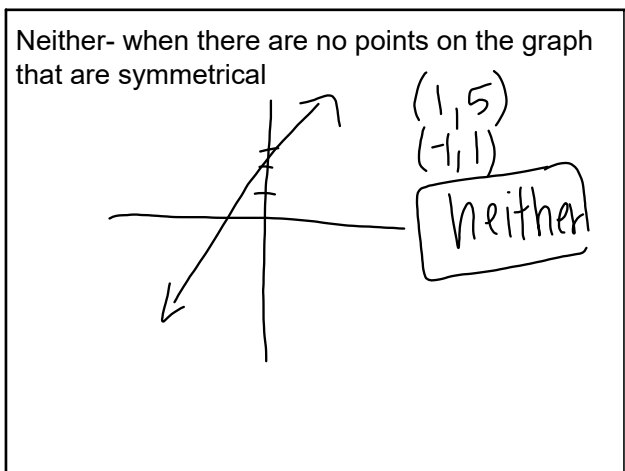 Neither- when there are no points on the graph
that are symmetrical
(1,5)
(-1,1)
neither